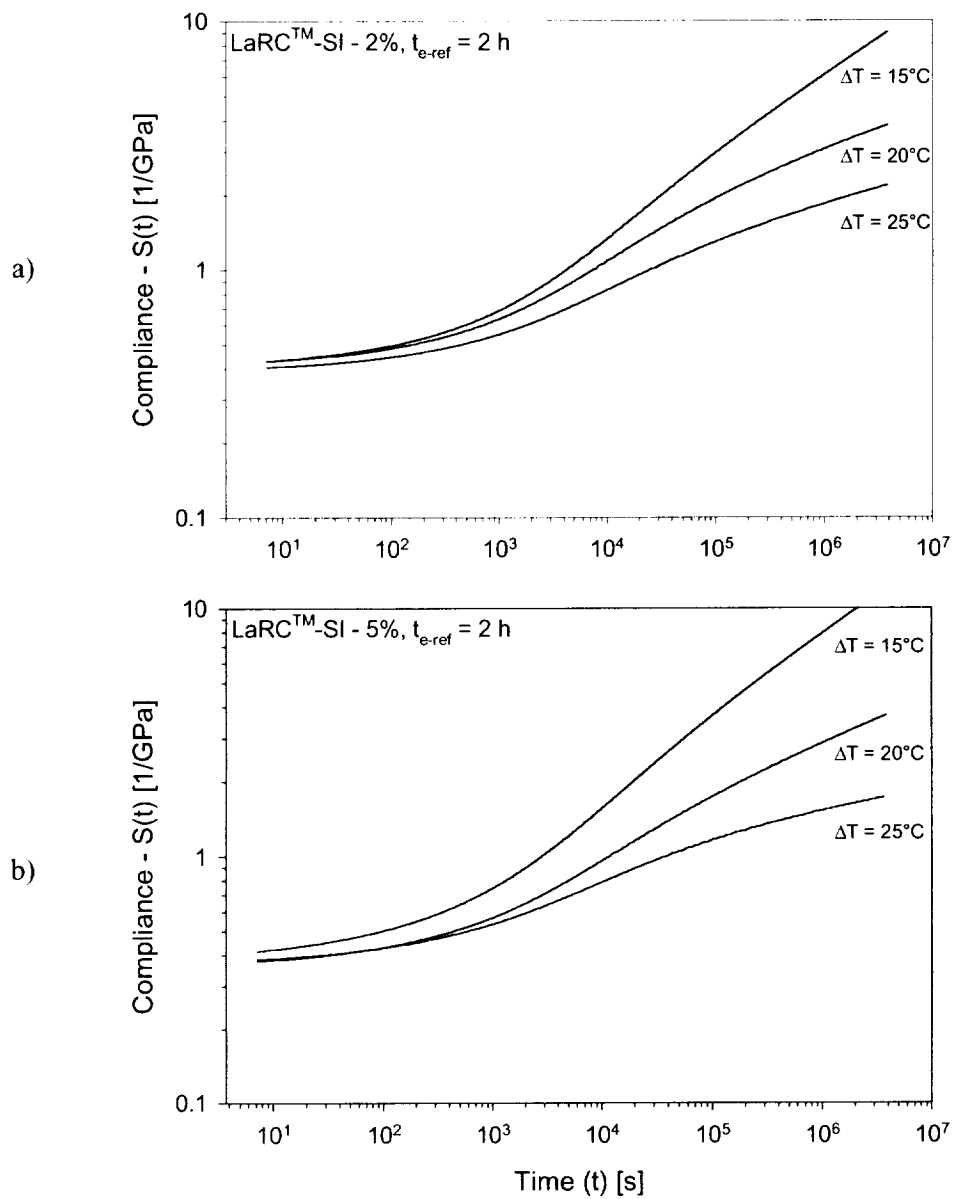 a)
LaRC™-SI - 2%, t_e-ref = 2 h
Compliance - S(t) [1/GPa]
10
1
0.1
ΔT = 15°C
ΔT = 20°C
ΔT = 25°C
10¹ 10² 10³ 10⁴ 10⁵ 10⁶ 10⁷
b)
LaRC™-SI - 5%, t_e-ref = 2 h
Compliance - S(t) [1/GPa]
10
1
0.1
ΔT = 15°C
ΔT = 20°C
ΔT = 25°C
10¹ 10² 10³ 10⁴ 10⁵ 10⁶ 10⁷
Time (t) [s]